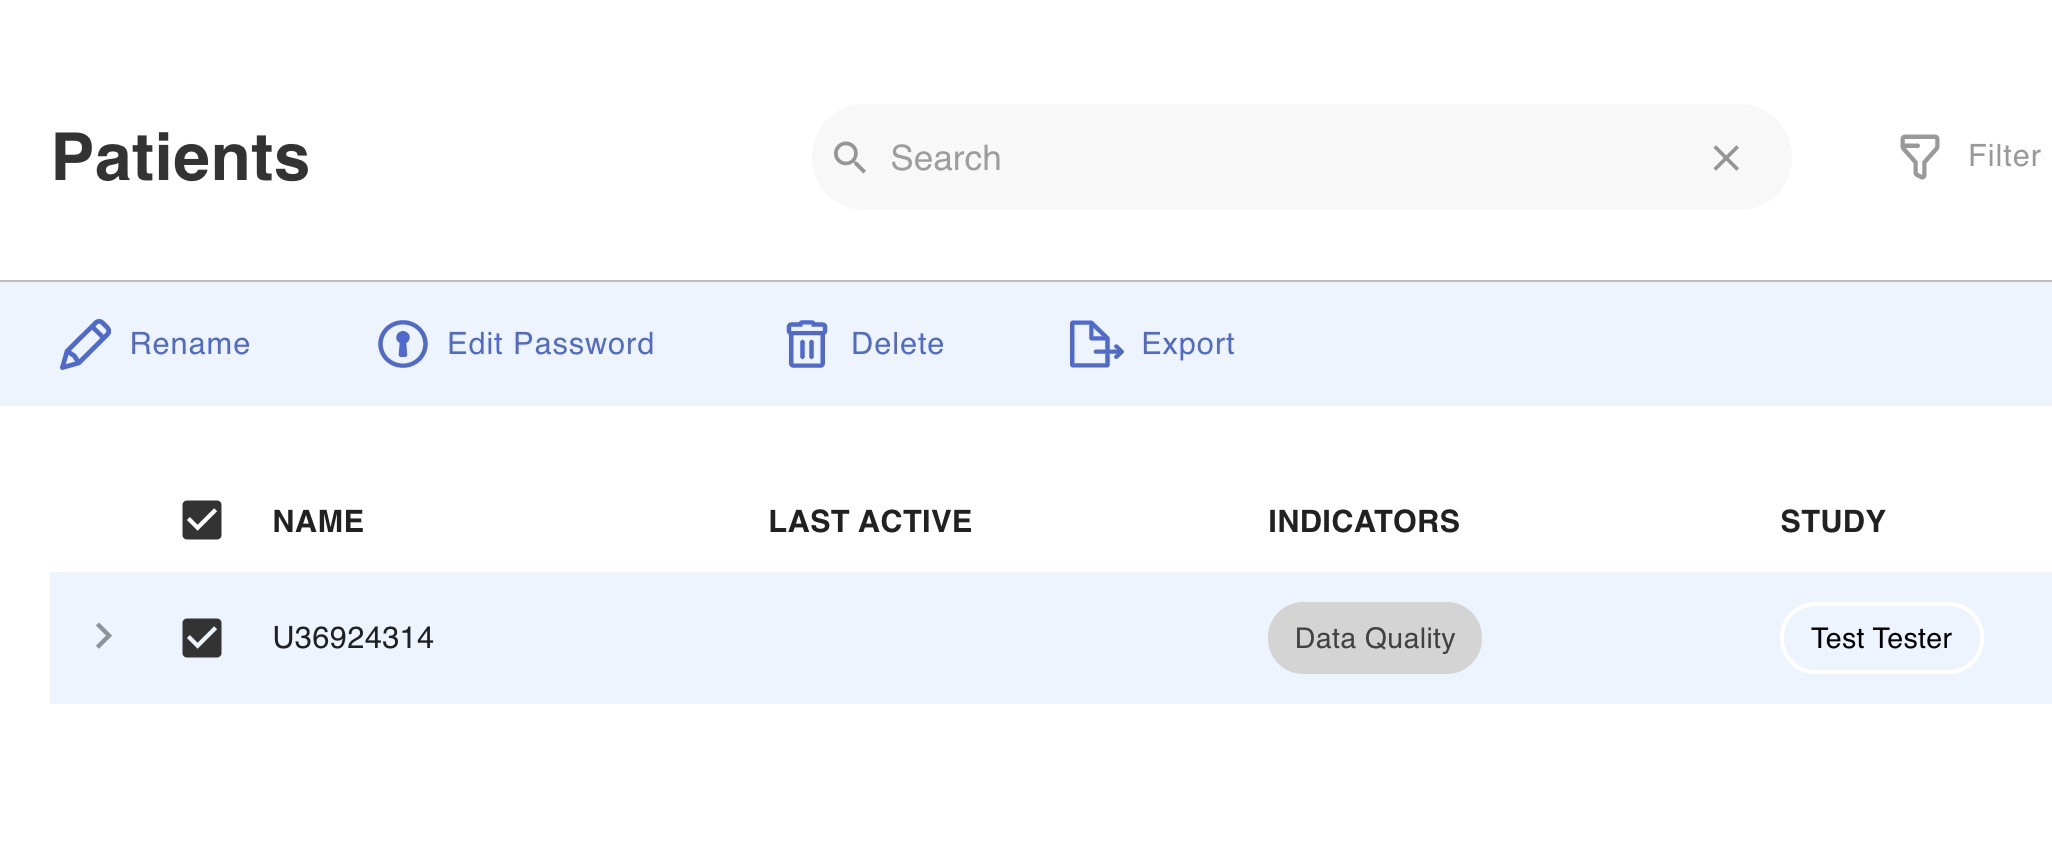 Patients
Search
Filter
Rename
Edit Password
Delete
Export
NAME LAST ACTIVE INDICATORS STUDY
U36924314 Data Quality Test Tester